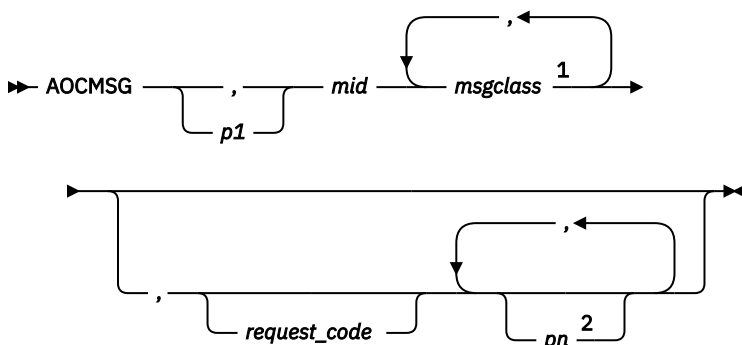 ,
AOCMSG , mid msgclass 1
p1
,
,
request_code pn 2